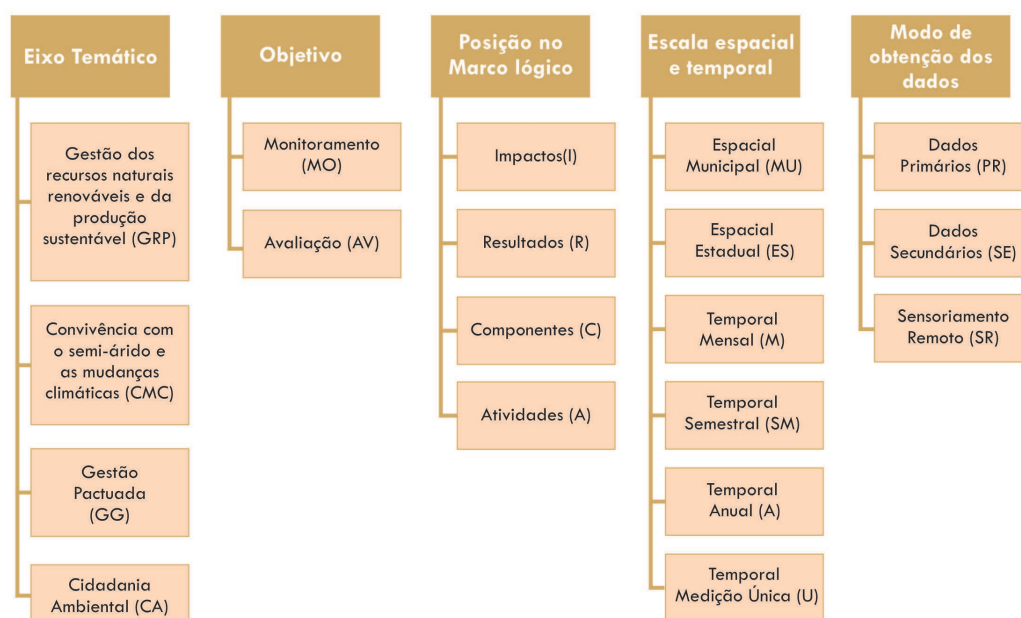 Eixo Temático
Gestão dos
recursos naturais
renováveis e da
produção
sustentável (GRP)
Convivência com
o semi-árido e
as mudanças
climáticas (CMC)
Gestão
Pactuada
(GG)
Cidadania
Ambiental (CA)
Objetivo
Monitoramento
(MO)
Avaliação (AV)
Posição no
Marco lógico
Impactos(I)
Resultados (R)
Componentes (C)
Atividades (A)
Escala espacial
e temporal
Espacial
Municipal (MU)
Espacial
Estadual (ES)
Temporal
Mensal (M)
Temporal
Semestral (SM)
Temporal
Anual (A)
Temporal
Medição Única (U)
Modo de
obtenção dos
dados
Dados
Primários (PR)
Dados
Secundários (SE)
Sensoriamento
Remoto (SR)